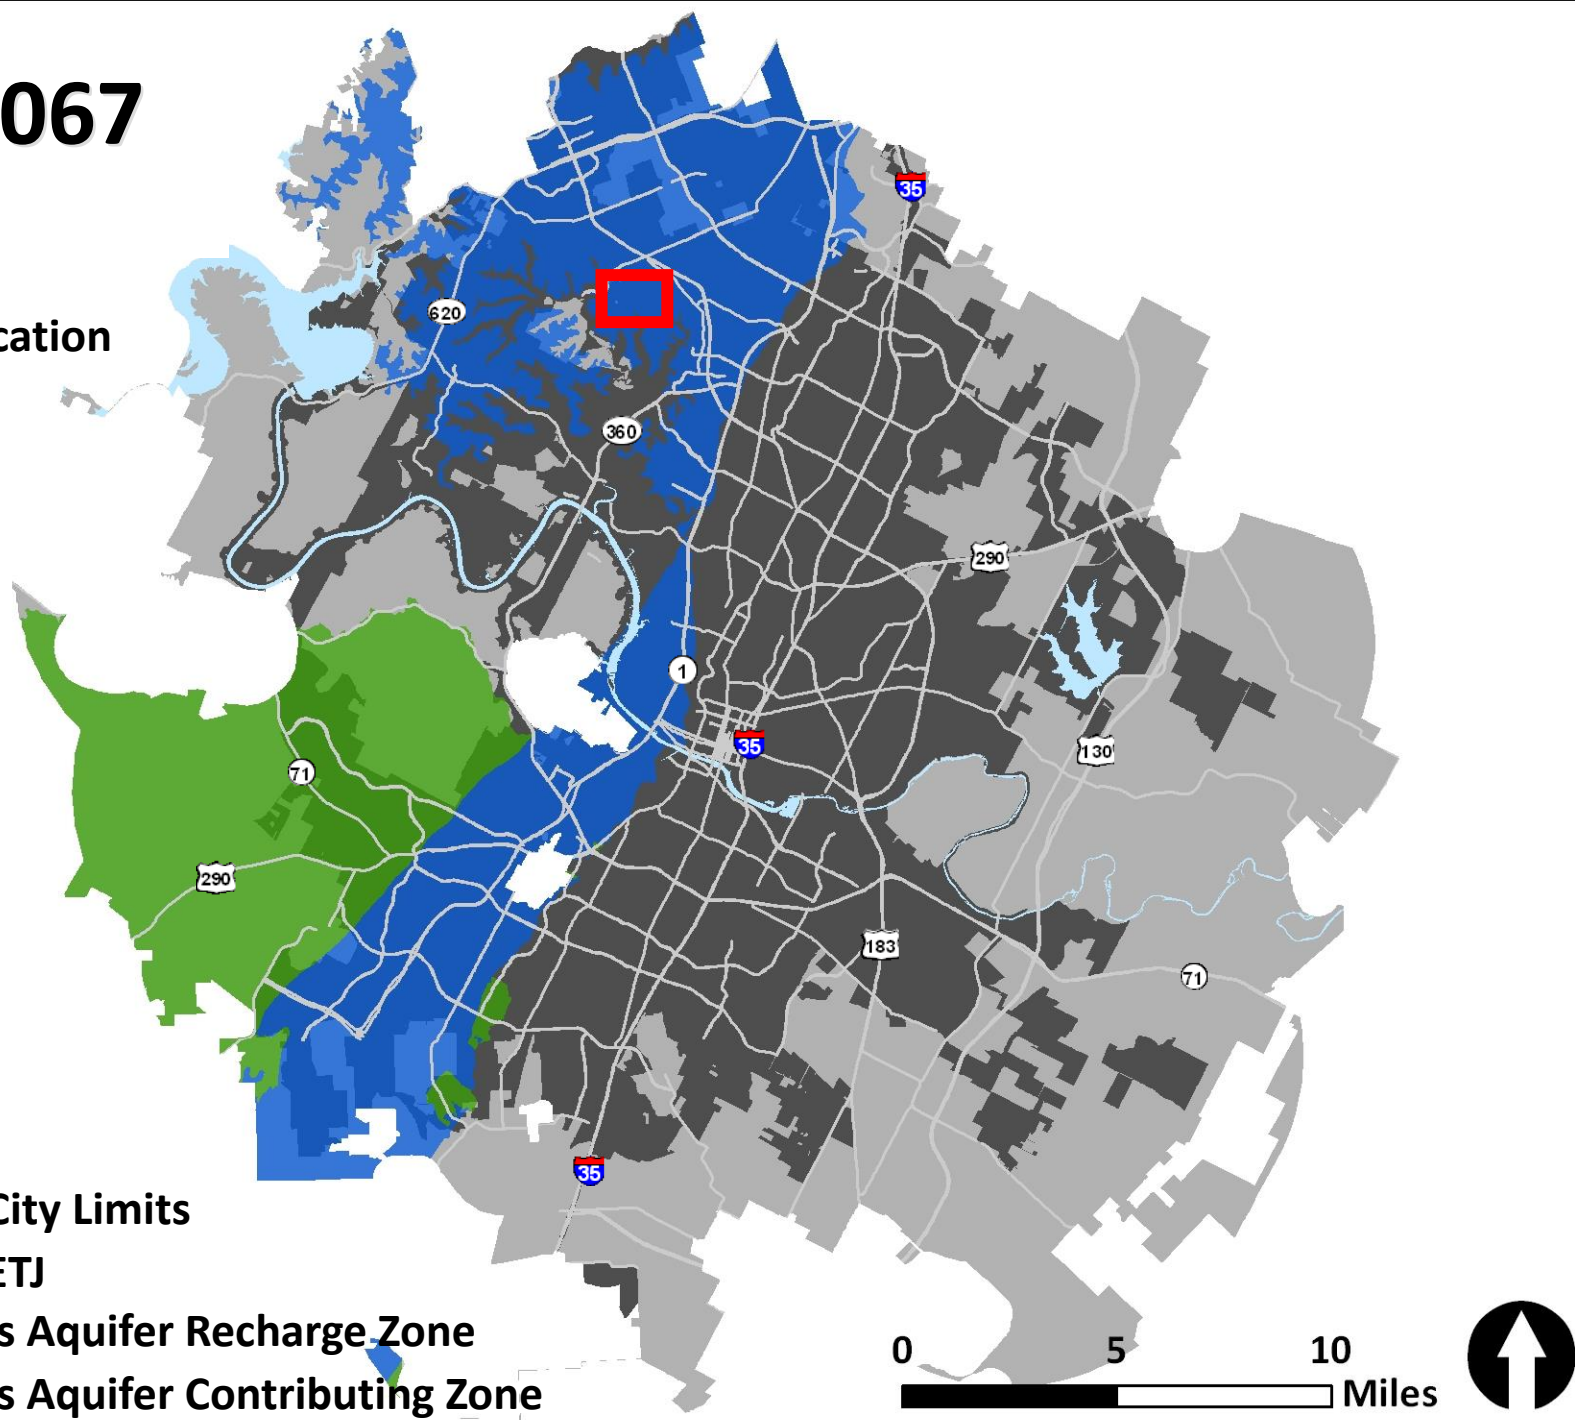 067
35
cation
620
360
290
1
35
130
71
290
183
71
35
City Limits
ETJ
s Aquifer Recharge Zone
s Aquifer Contributing Zone
0 5 10
Miles